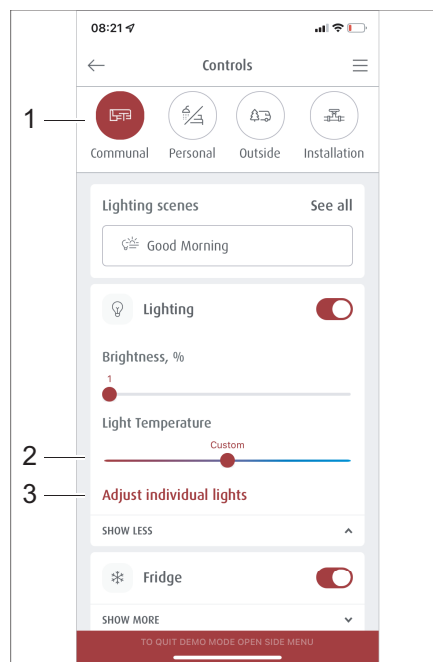 08:21
Controls
1
Communal Personal Outside Installation
Lighting scenes See all
Good Morning
Lighting
Brightness, %
1
Light Temperature
Custom
2
3 Adjust individual lights
SHOW LESS
Fridge
SHOW MORE
TO QUIT DEMO MODE OPEN SIDE MENU